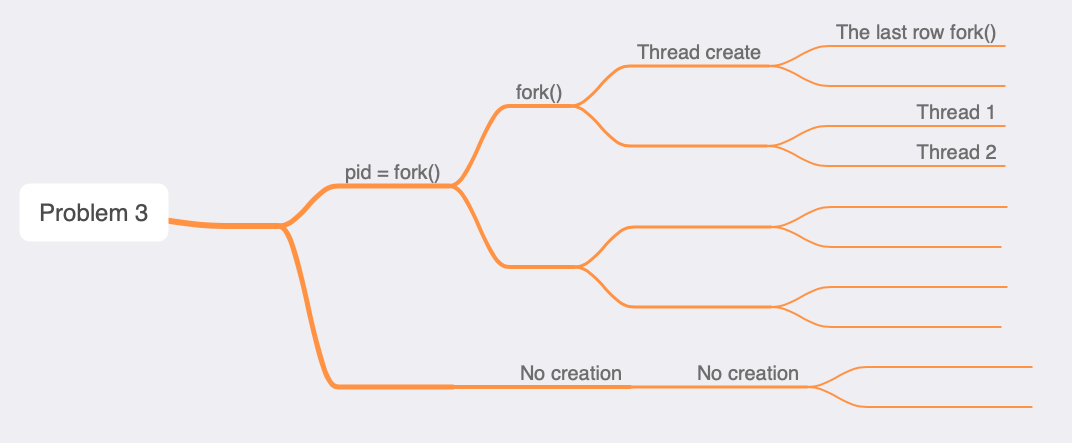 The last row fork()
Thread create
fork()
Thread 1
Thread 2
pid = fork()
Problem 3
No creation
No creation